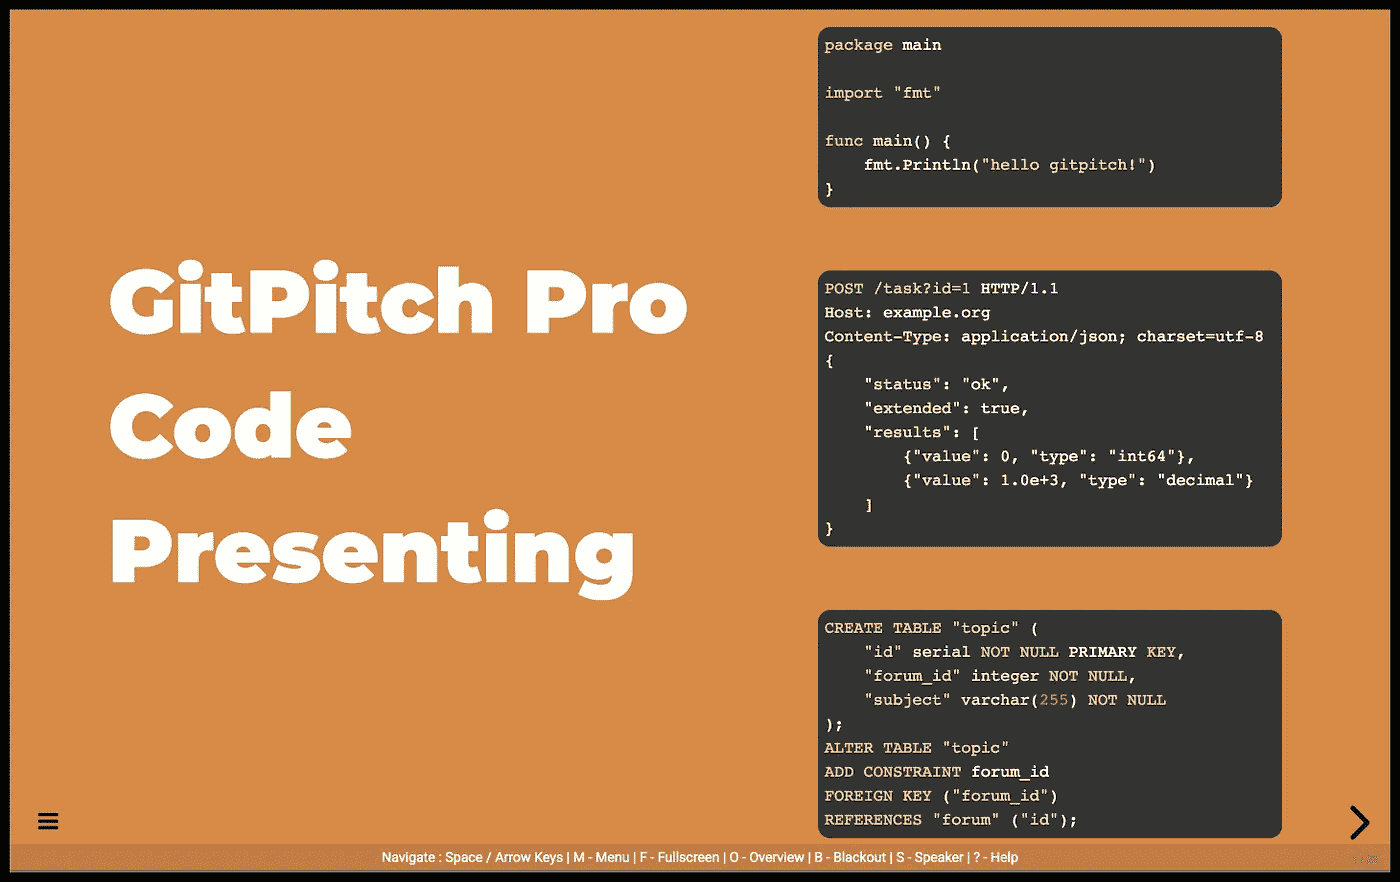 GitPitch Pro
Code
Presenting
package main
import "fmt"
func main() {
    fmt.Println("hello gitpitch!")
}
POST /task?id=1 HTTP/1.1
Host: example.org
Content-Type: application/json; charset=utf-8
{
    "status": "ok",
    "extended": true,
    "results": [
        {"value": 0, "type": "int64"},
        {"value": 1.0e+3, "type": "decimal"}
    ]
}
CREATE TABLE "topic" (
    "id" serial NOT NULL PRIMARY KEY,
    "forum_id" integer NOT NULL,
    "subject" varchar(255) NOT NULL
);
ALTER TABLE "topic"
ADD CONSTRAINT forum_id
FOREIGN KEY ("forum_id")
REFERENCES "forum" ("id");
Navigate : Space / Arrow Keys | M - Menu | F - Fullscreen | O - Overview | B - Blackout | S - Speaker | ? - Help